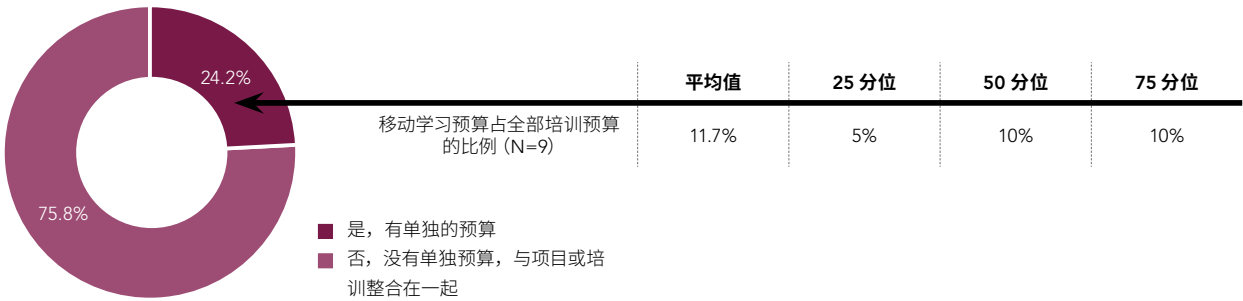 24.2%
75.8%
平均值 25 分位 50 分位 75 分位
移动学习预算占全部培训预算
的比例（N=9） 11.7% 5% 10% 10%
是，有单独的预算
否，没有单独预算，与项目或培
训整合在一起